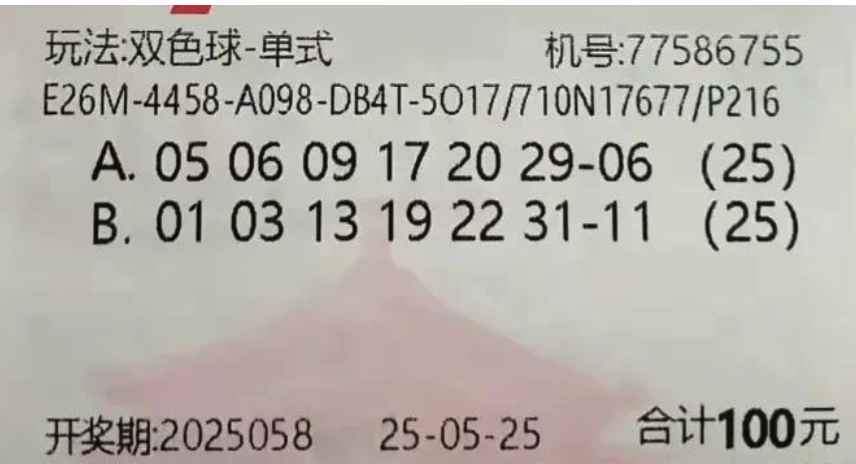 玩法:双色球-单式 机号:77586755
E26M-4458-A098-DB4T-5O17/710N17677/P216
A. 05 06 09 17 20 29-06 (25)
B. 01 03 13 19 22 31-11 (25)
开奖期:2025058 25-05-25 合计100元